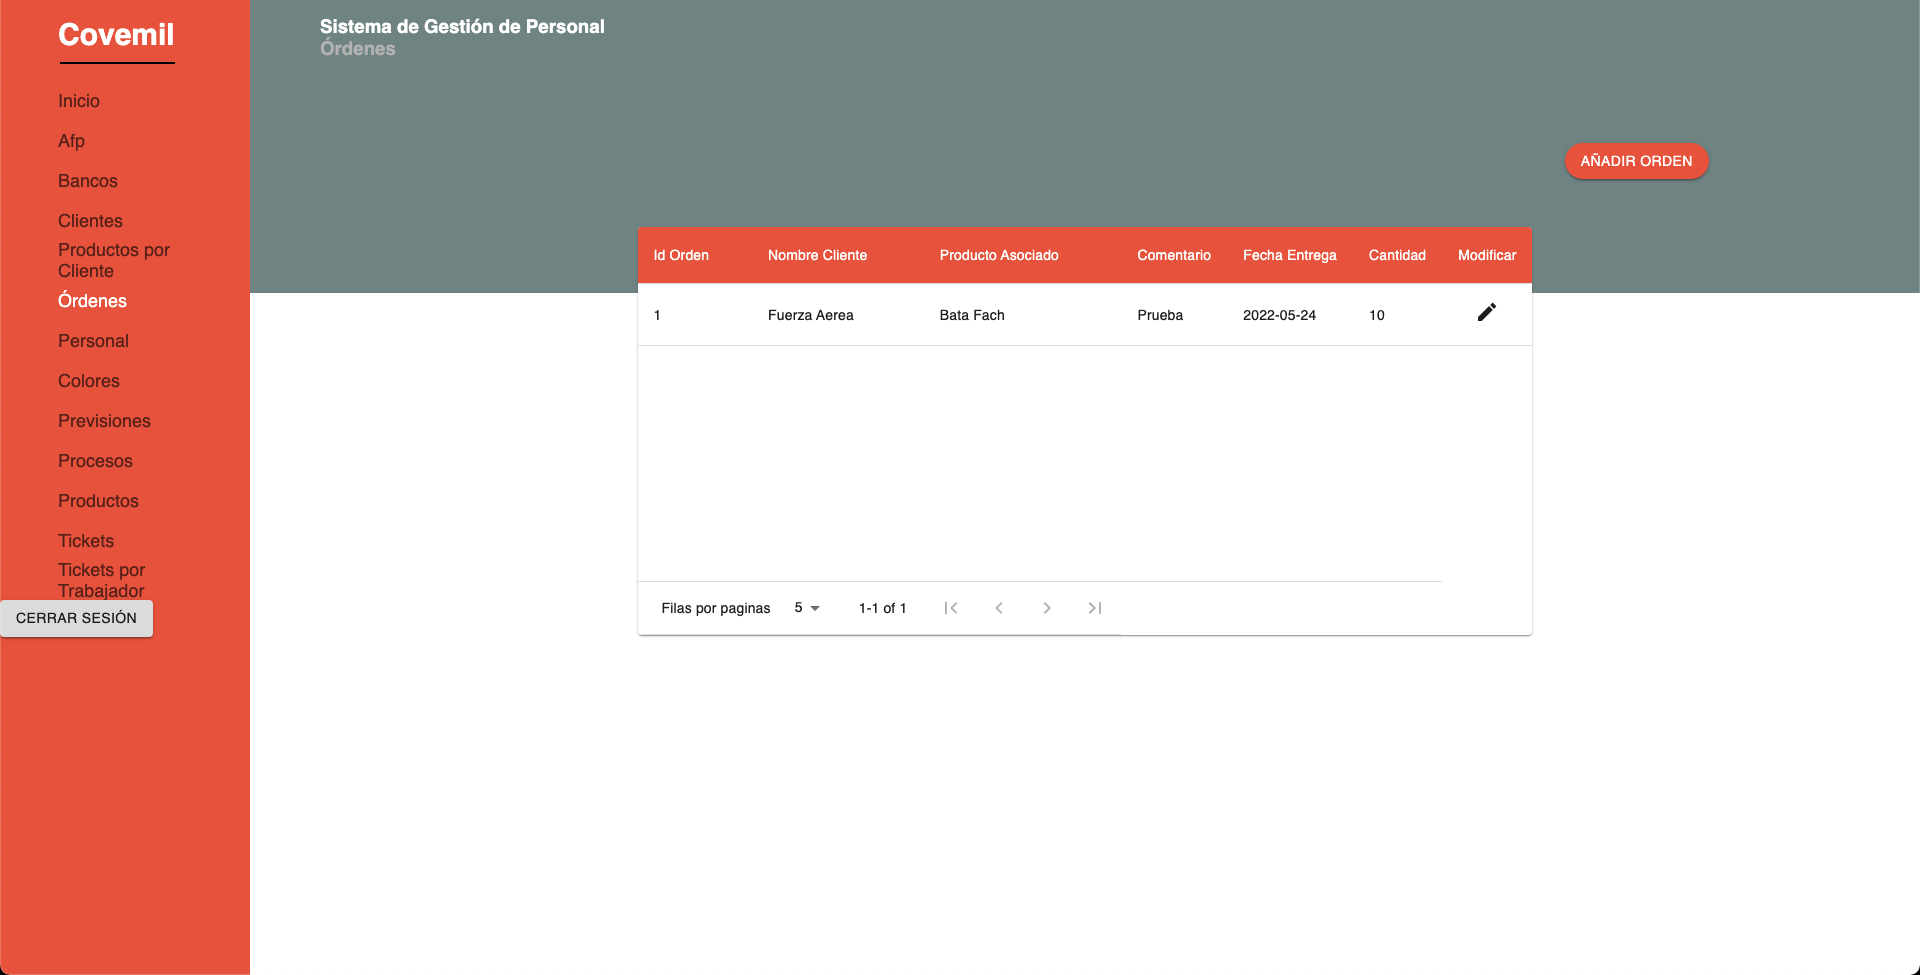 Covemil
Inicio
Afp
Bancos
Clientes
Productos por
Cliente
Órdenes
Personal
Colores
Previsiones
Procesos
Productos
Tickets
Tickets por
Trabajador
CERRAR SESIÓN
Sistema de Gestión de Personal
Órdenes
AÑADIR ORDEN
Id Orden Nombre Cliente Producto Asociado Comentario Fecha Entrega Cantidad Modificar
1 Fuerza Aerea Bata Fach Prueba 2022-05-24 10
Filas por paginas 5 1-1 of 1